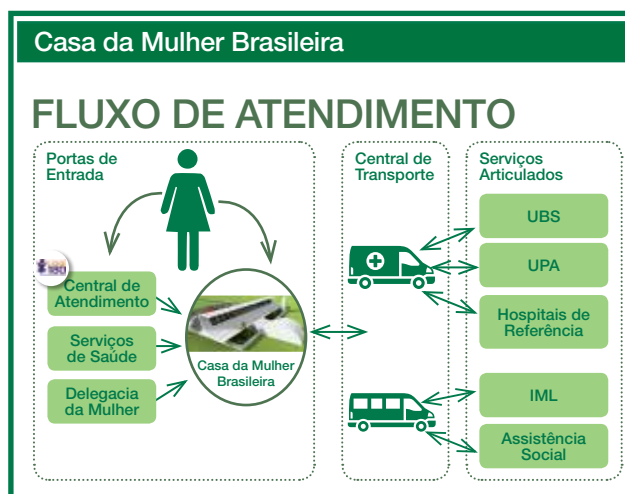 Casa da Mulher Brasileira
FLUXO DE ATENDIMENTO
Portas de
Entrada
Central de
Atendimento
Serviços
de Saúde
Delegacia
da Mulher
Casa da Mulher
Brasileira
Central de
Transporte
Serviços
Articulados
UBS
UPA
Hospitais de
Referência
IML
Assistência
Social